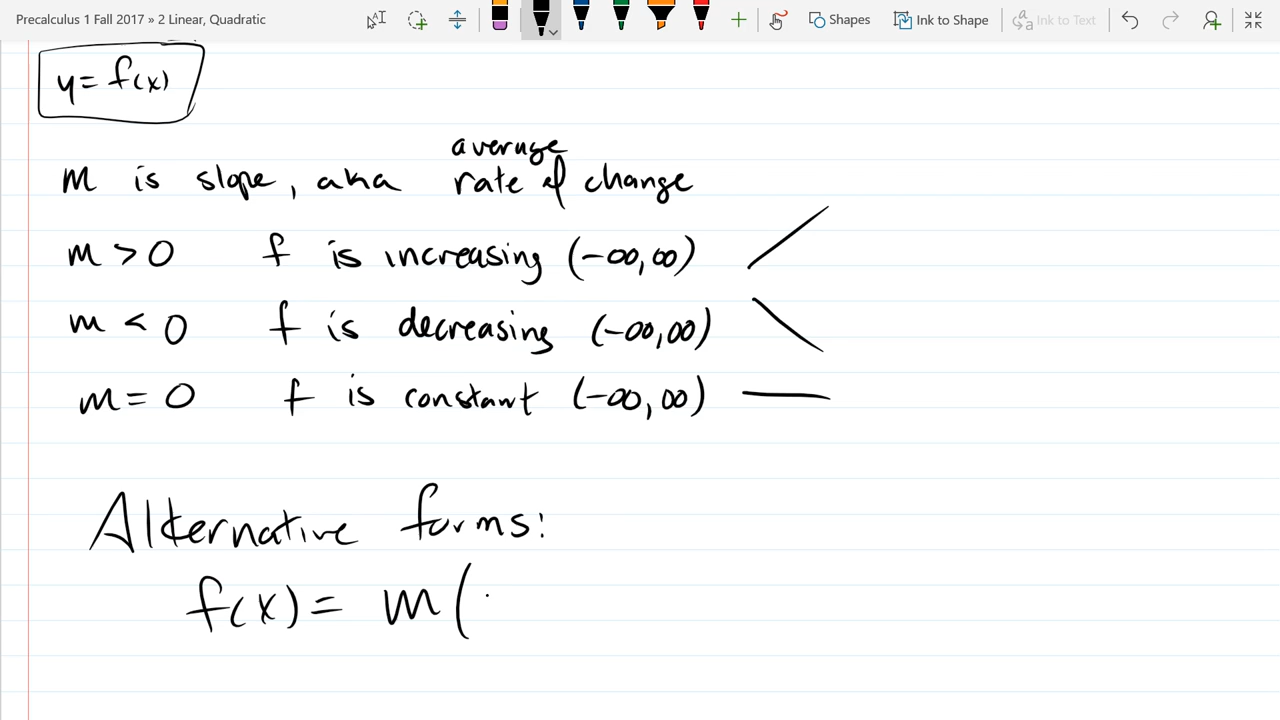 Precalculus 1 Fall 2017 » 2 Linear, Quadratic
Shapes
Ink to Shape
Ink to Text
y = f(x)
average
m is slope, aka rate of change
m > 0 f is increasing (-∞,∞)
m < 0 f is decreasing (-∞,∞)
m = 0 f is constant (-∞,∞)
Alternative forms:
f(x) = m (